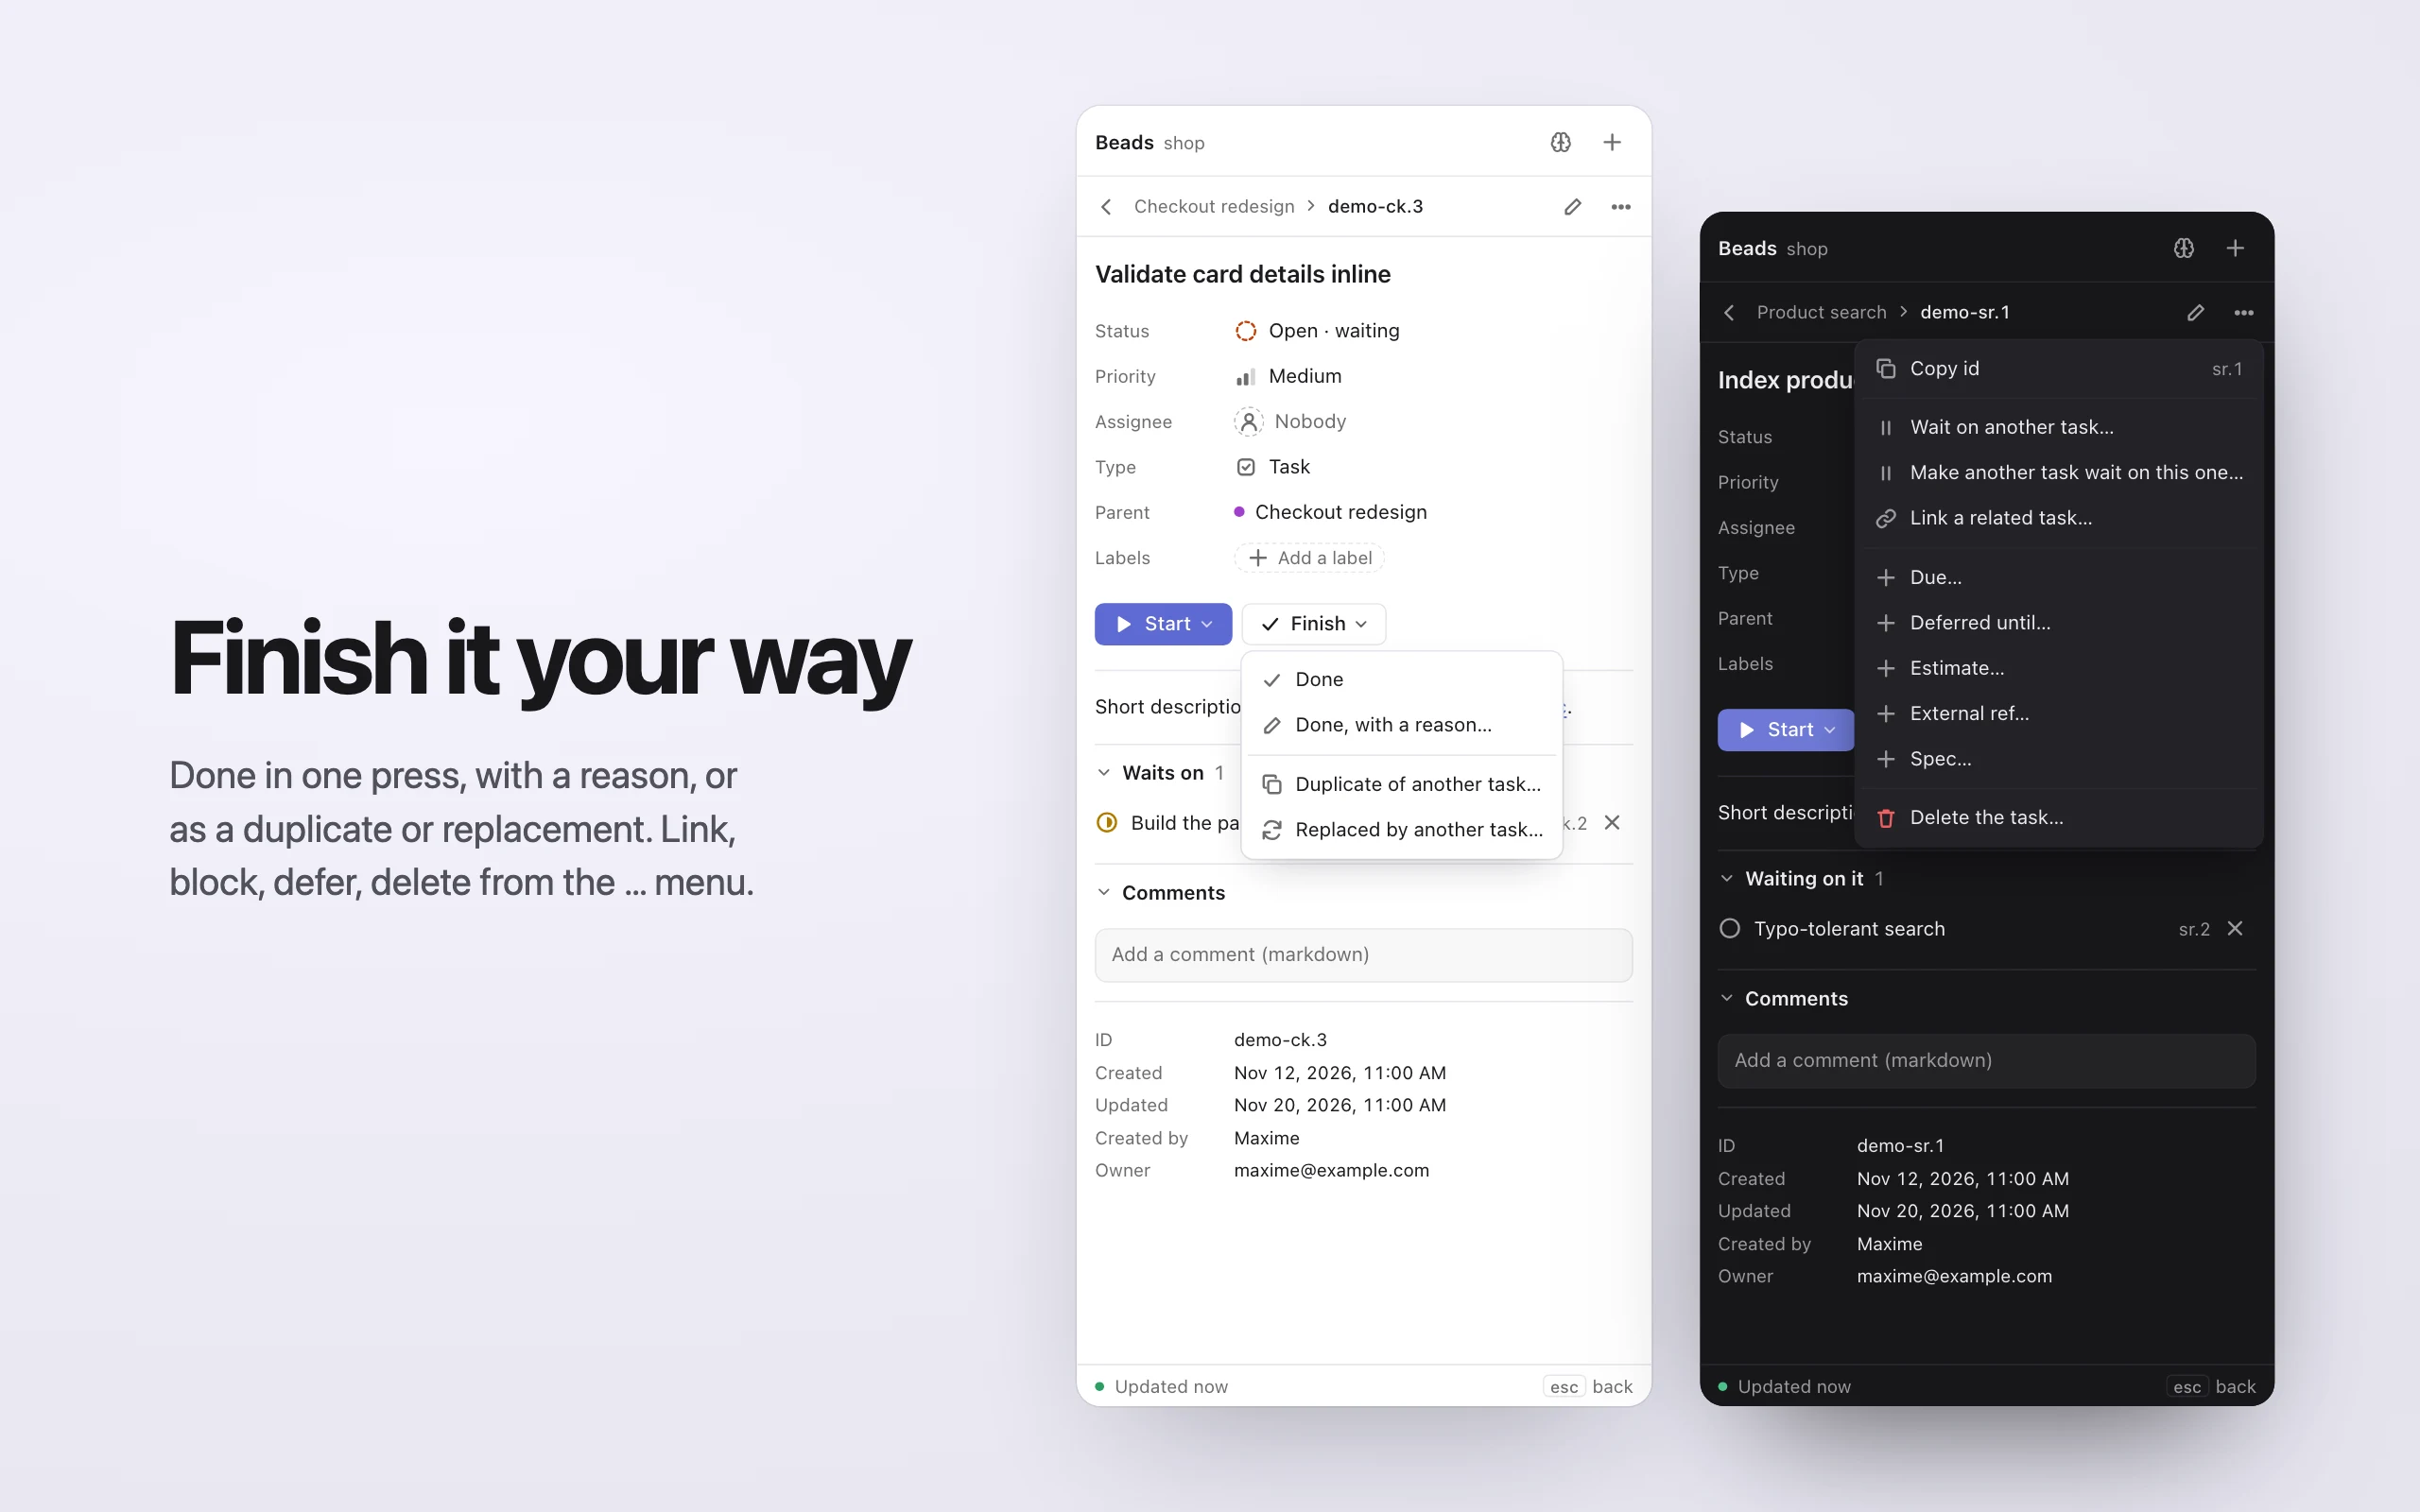 Finish it your way
Done in one press, with a reason, or
as a duplicate or replacement. Link,
block, defer, delete from the ... menu.
Beads shop
Checkout redesign > demo-ck.3
Validate card details inline
Status Open · waiting
Priority Medium
Assignee Nobody
Type Task
Parent Checkout redesign
Labels + Add a label
Start Finish
Done
Done, with a reason...
Duplicate of another task...
Replaced by another task...
Short descriptio
Waits on 1
Build the pa k.2
Comments
Add a comment (markdown)
ID demo-ck.3
Created Nov 12, 2026, 11:00 AM
Updated Nov 20, 2026, 11:00 AM
Created by Maxime
Owner maxime@example.com
Updated now esc back
Beads shop
Product search > demo-sr.1
Index produ
Status
Priority
Assignee
Type
Parent
Labels
Start
Copy id sr.1
Wait on another task...
Make another task wait on this one...
Link a related task...
Due...
Deferred until...
Estimate...
External ref...
Spec...
Delete the task...
Short descripti
Waiting on it 1
Typo-tolerant search sr.2
Comments
Add a comment (markdown)
ID demo-sr.1
Created Nov 12, 2026, 11:00 AM
Updated Nov 20, 2026, 11:00 AM
Created by Maxime
Owner maxime@example.com
Updated now esc back